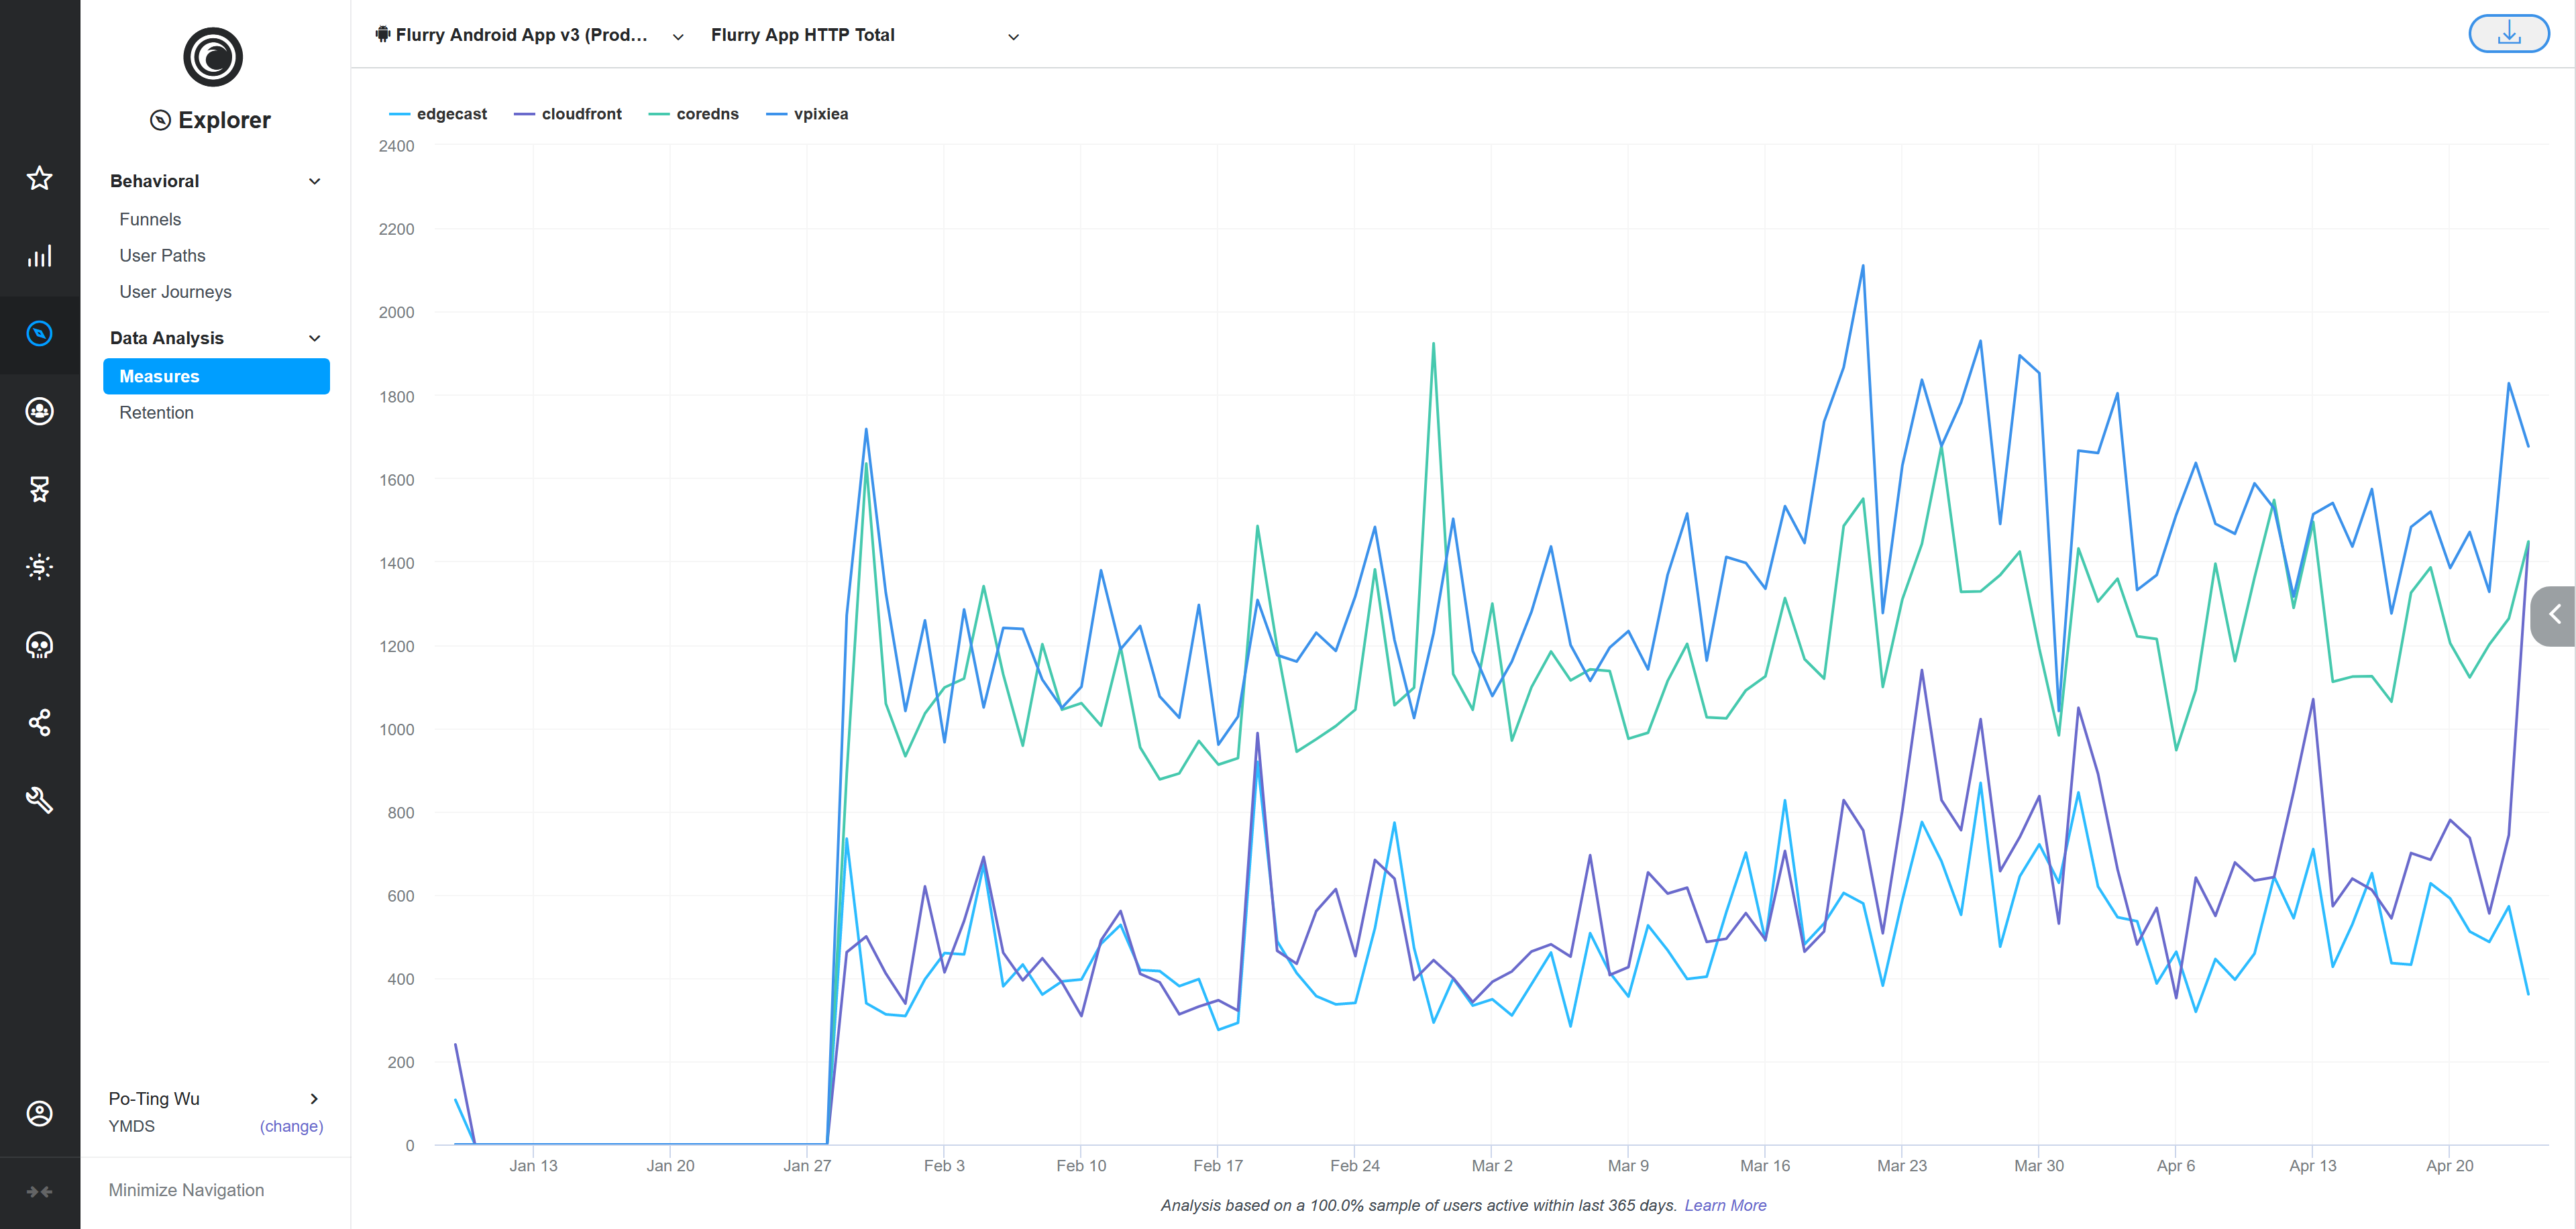 Flurry Android App v3 (Prod...
Flurry App HTTP Total
Explorer
Behavioral
Funnels
User Paths
User Journeys
Data Analysis
Measures
Retention
Po-Ting Wu
YMDS (change)
Minimize Navigation
edgecast cloudfront coredns vpixiea
2400
2200
2000
1800
1600
1400
1200
1000
800
600
400
200
0
Jan 13 Jan 20 Jan 27 Feb 3 Feb 10 Feb 17 Feb 24 Mar 2 Mar 9 Mar 16 Mar 23 Mar 30 Apr 6 Apr 13 Apr 20
Analysis based on a 100.0% sample of users active within last 365 days. Learn More